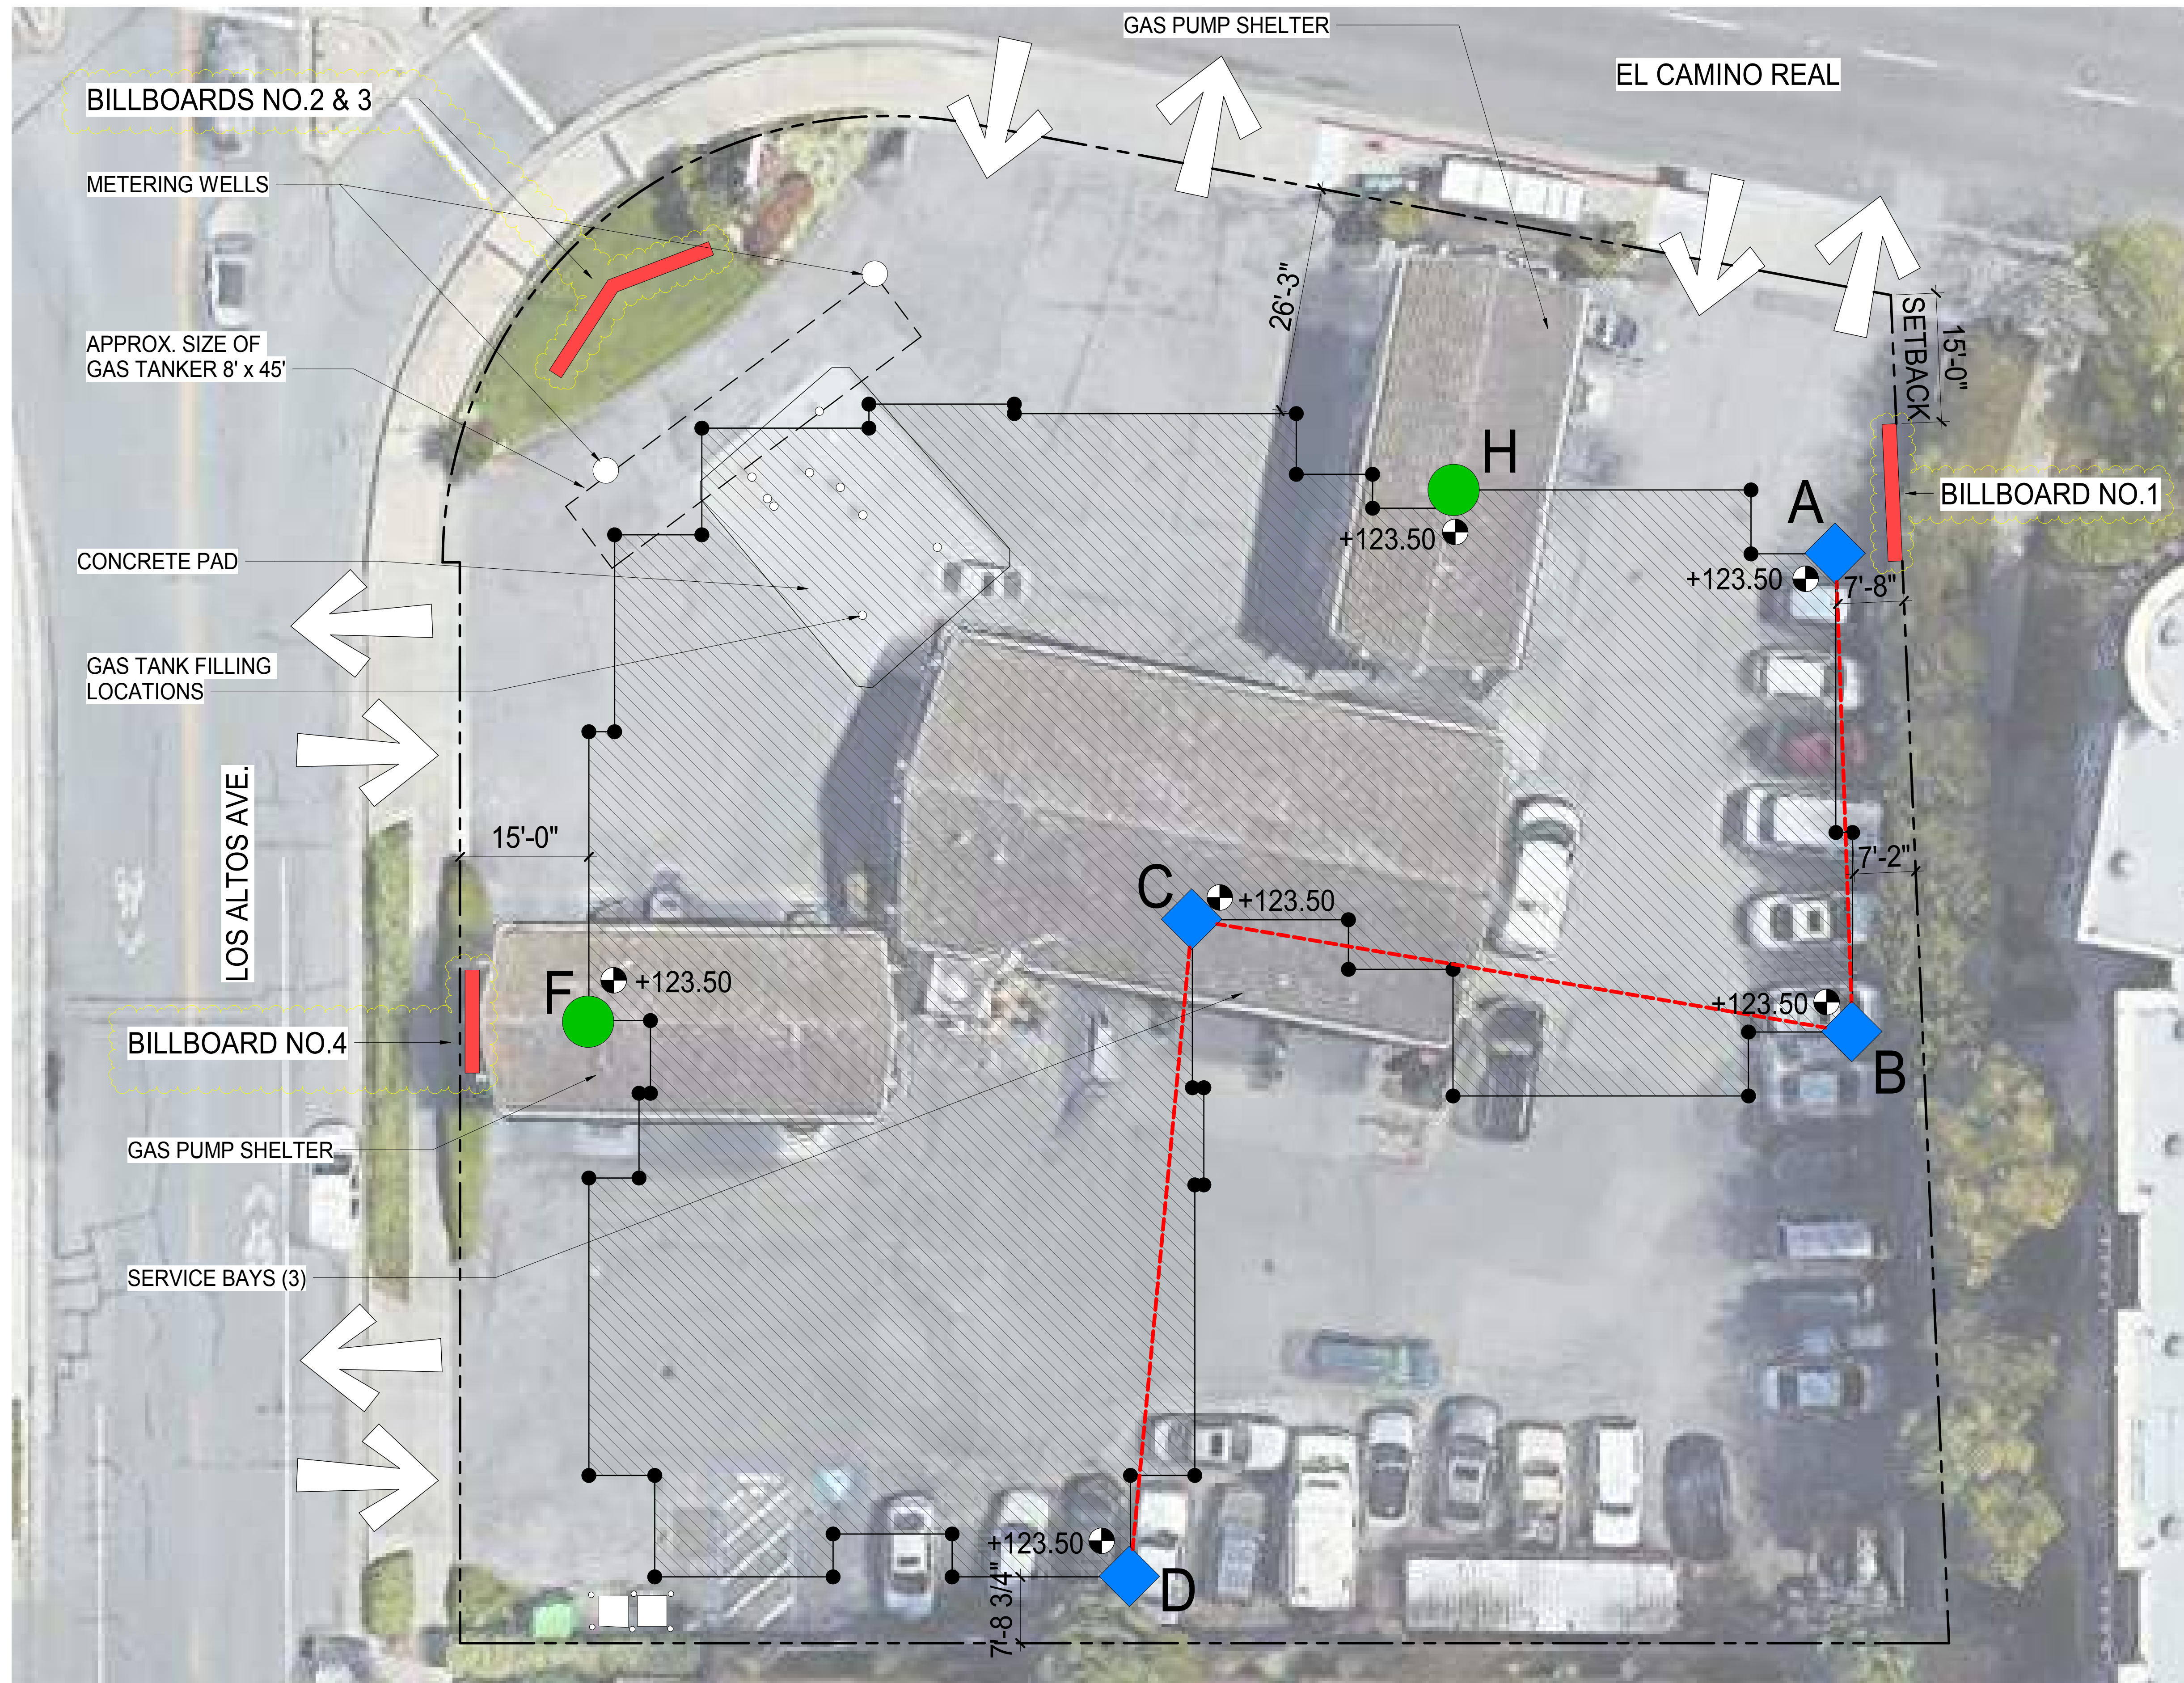 GAS PUMP SHELTER
EL CAMINO REAL
BILLBOARDS NO.2 & 3
METERING WELLS
26'-3"
SETBACK
15'-0"
APPROX. SIZE OF
GAS TANKER 8' x 45'
H
+123.50
A
BILLBOARD NO.1
+123.50
7'-8"
CONCRETE PAD
GAS TANK FILLING
LOCATIONS
LOS ALTOS AVE.
15'-0"
7'-2"
C
+123.50
F
+123.50
+123.50
B
BILLBOARD NO.4
GAS PUMP SHELTER
SERVICE BAYS (3)
+123.50
D
7'-8 3/4"